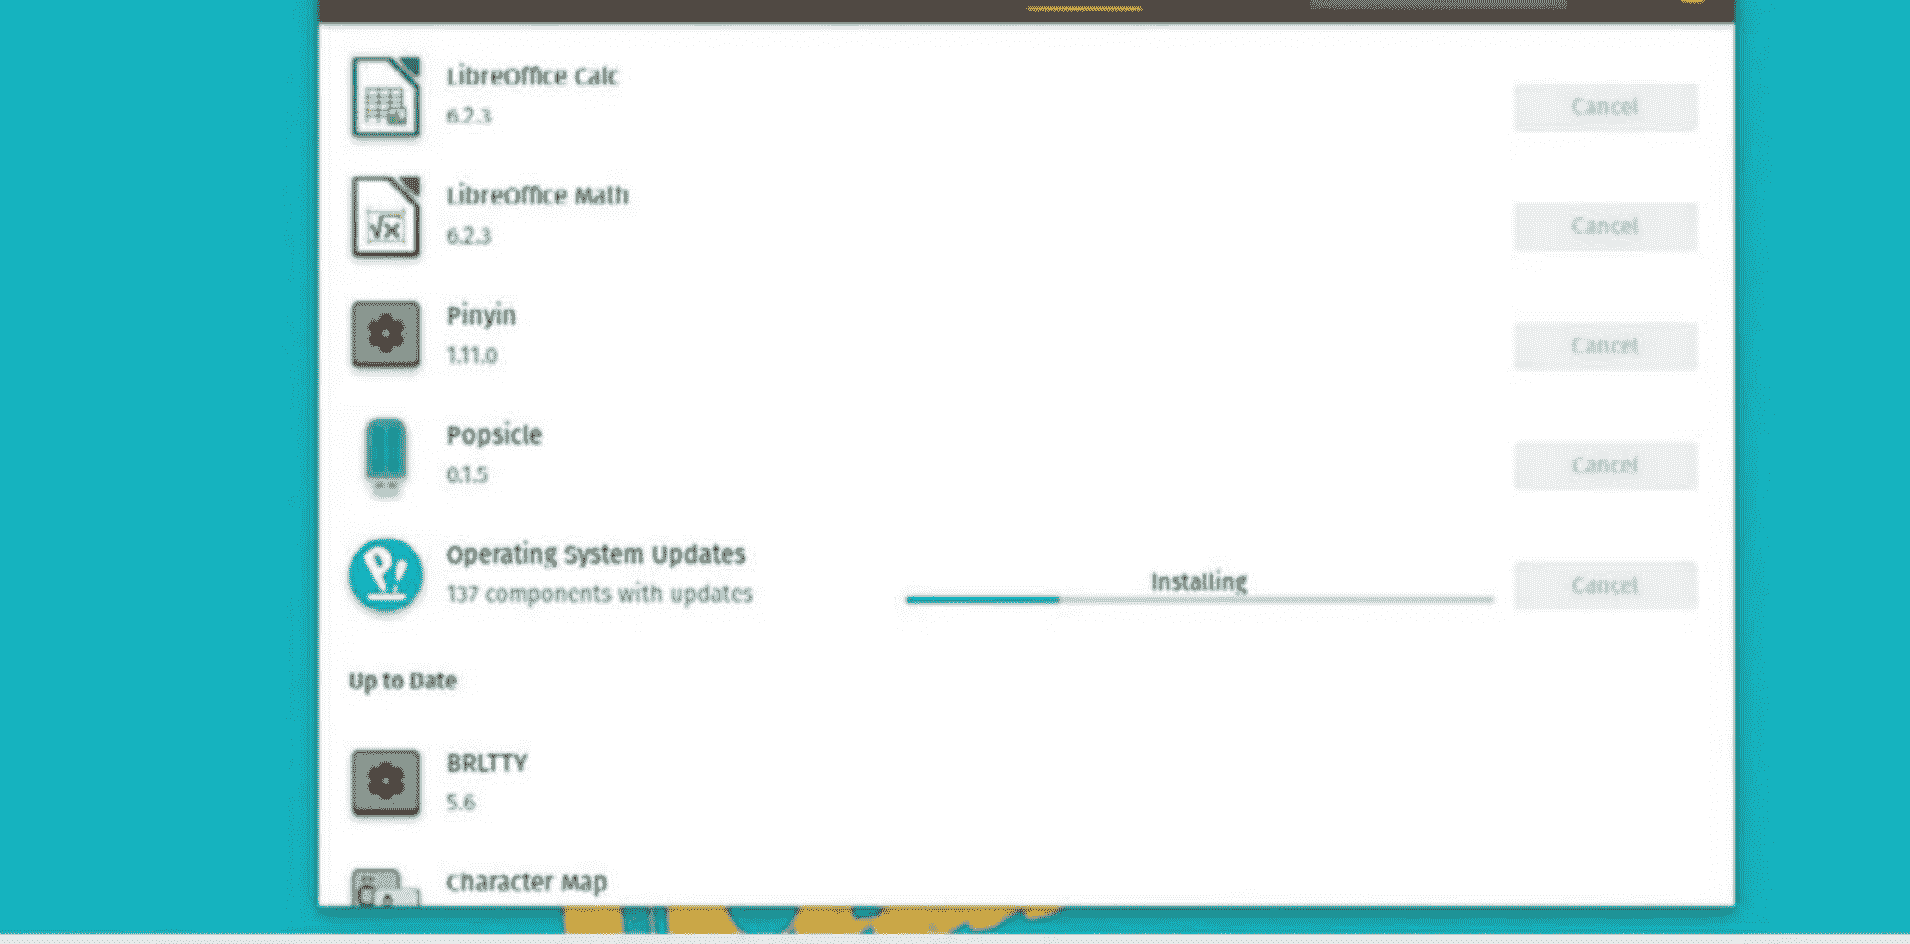 LibreOffice Calc
6.2.3
Cancel
LibreOffice Math
6.2.3
Cancel
Pinyin
1.11.0
Cancel
Popsicle
0.1.5
Cancel
Operating System Updates
137 components with updates
Installing
Cancel
Up to Date
BRLTTY
5.6
Character Map